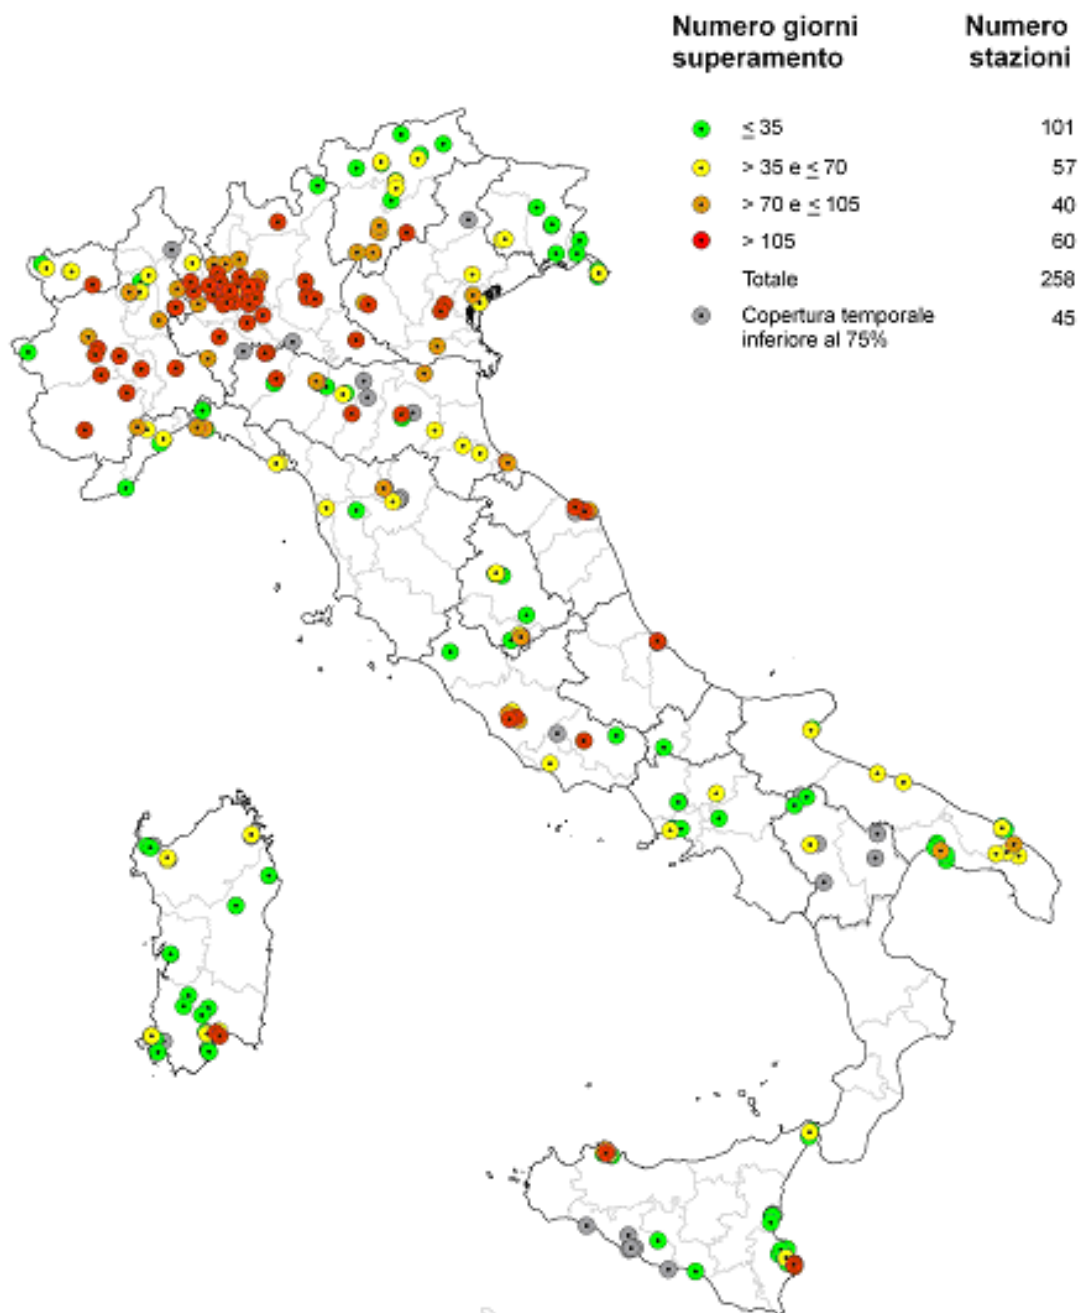 Numero giorni superamento
Numero stazioni
≤ 35 101
> 35 e ≤ 70 57
> 70 e ≤ 105 40
> 105 60
Totale 258
Copertura temporale 45
inferiore al 75%